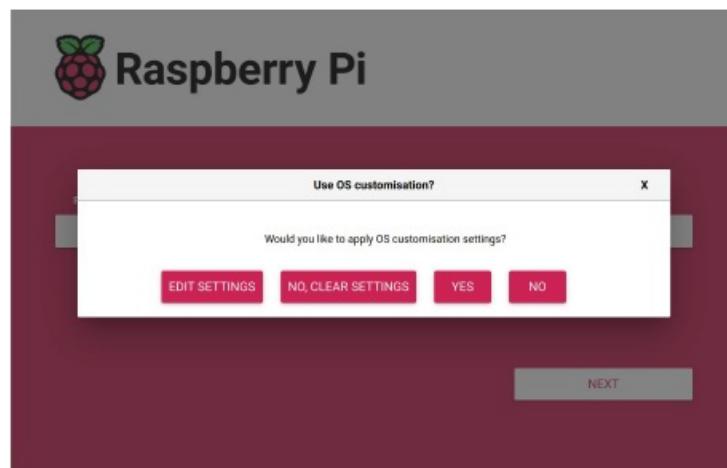 Raspberry Pi
Use OS customisation?
X
Would you like to apply OS customisation settings?
EDIT SETTINGS
NO, CLEAR SETTINGS
YES
NO
NEXT